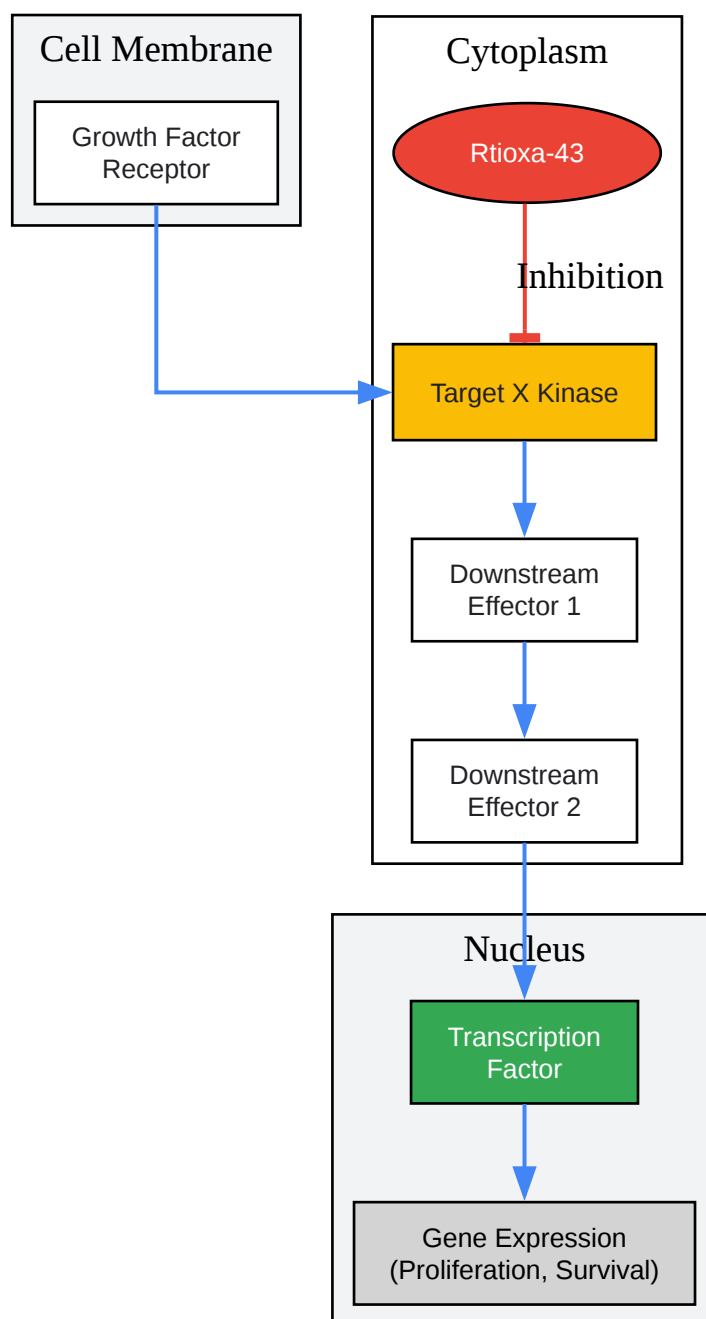 Cell Membrane
Growth Factor
Receptor
Cytoplasm
Rtioxa-43
Inhibition
Target X Kinase
Downstream
Effector 1
Downstream
Effector 2
Nucleus
Transcription
Factor
Gene Expression
(Proliferation, Survival)